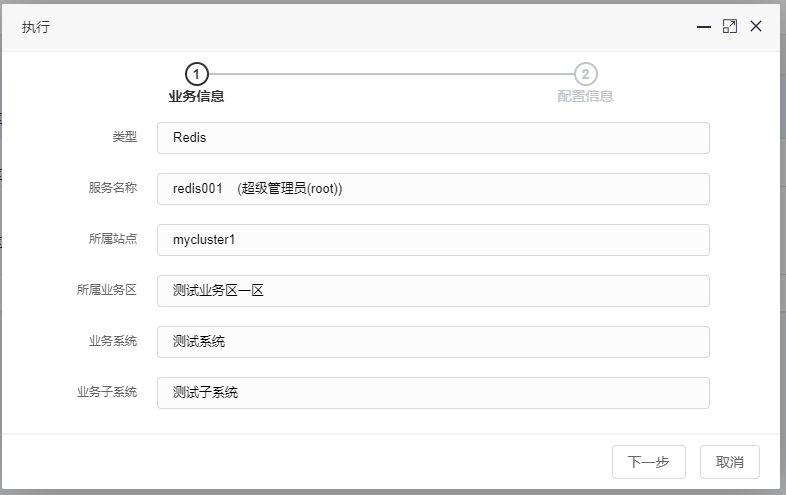 执行
1
2
业务信息
配置信息
类型
Redis
服务名称
redis001 (超级管理员(root))
所属站点
mycluster1
所属业务区
测试业务区一区
业务系统
测试系统
业务子系统
测试子系统
下一步
取消